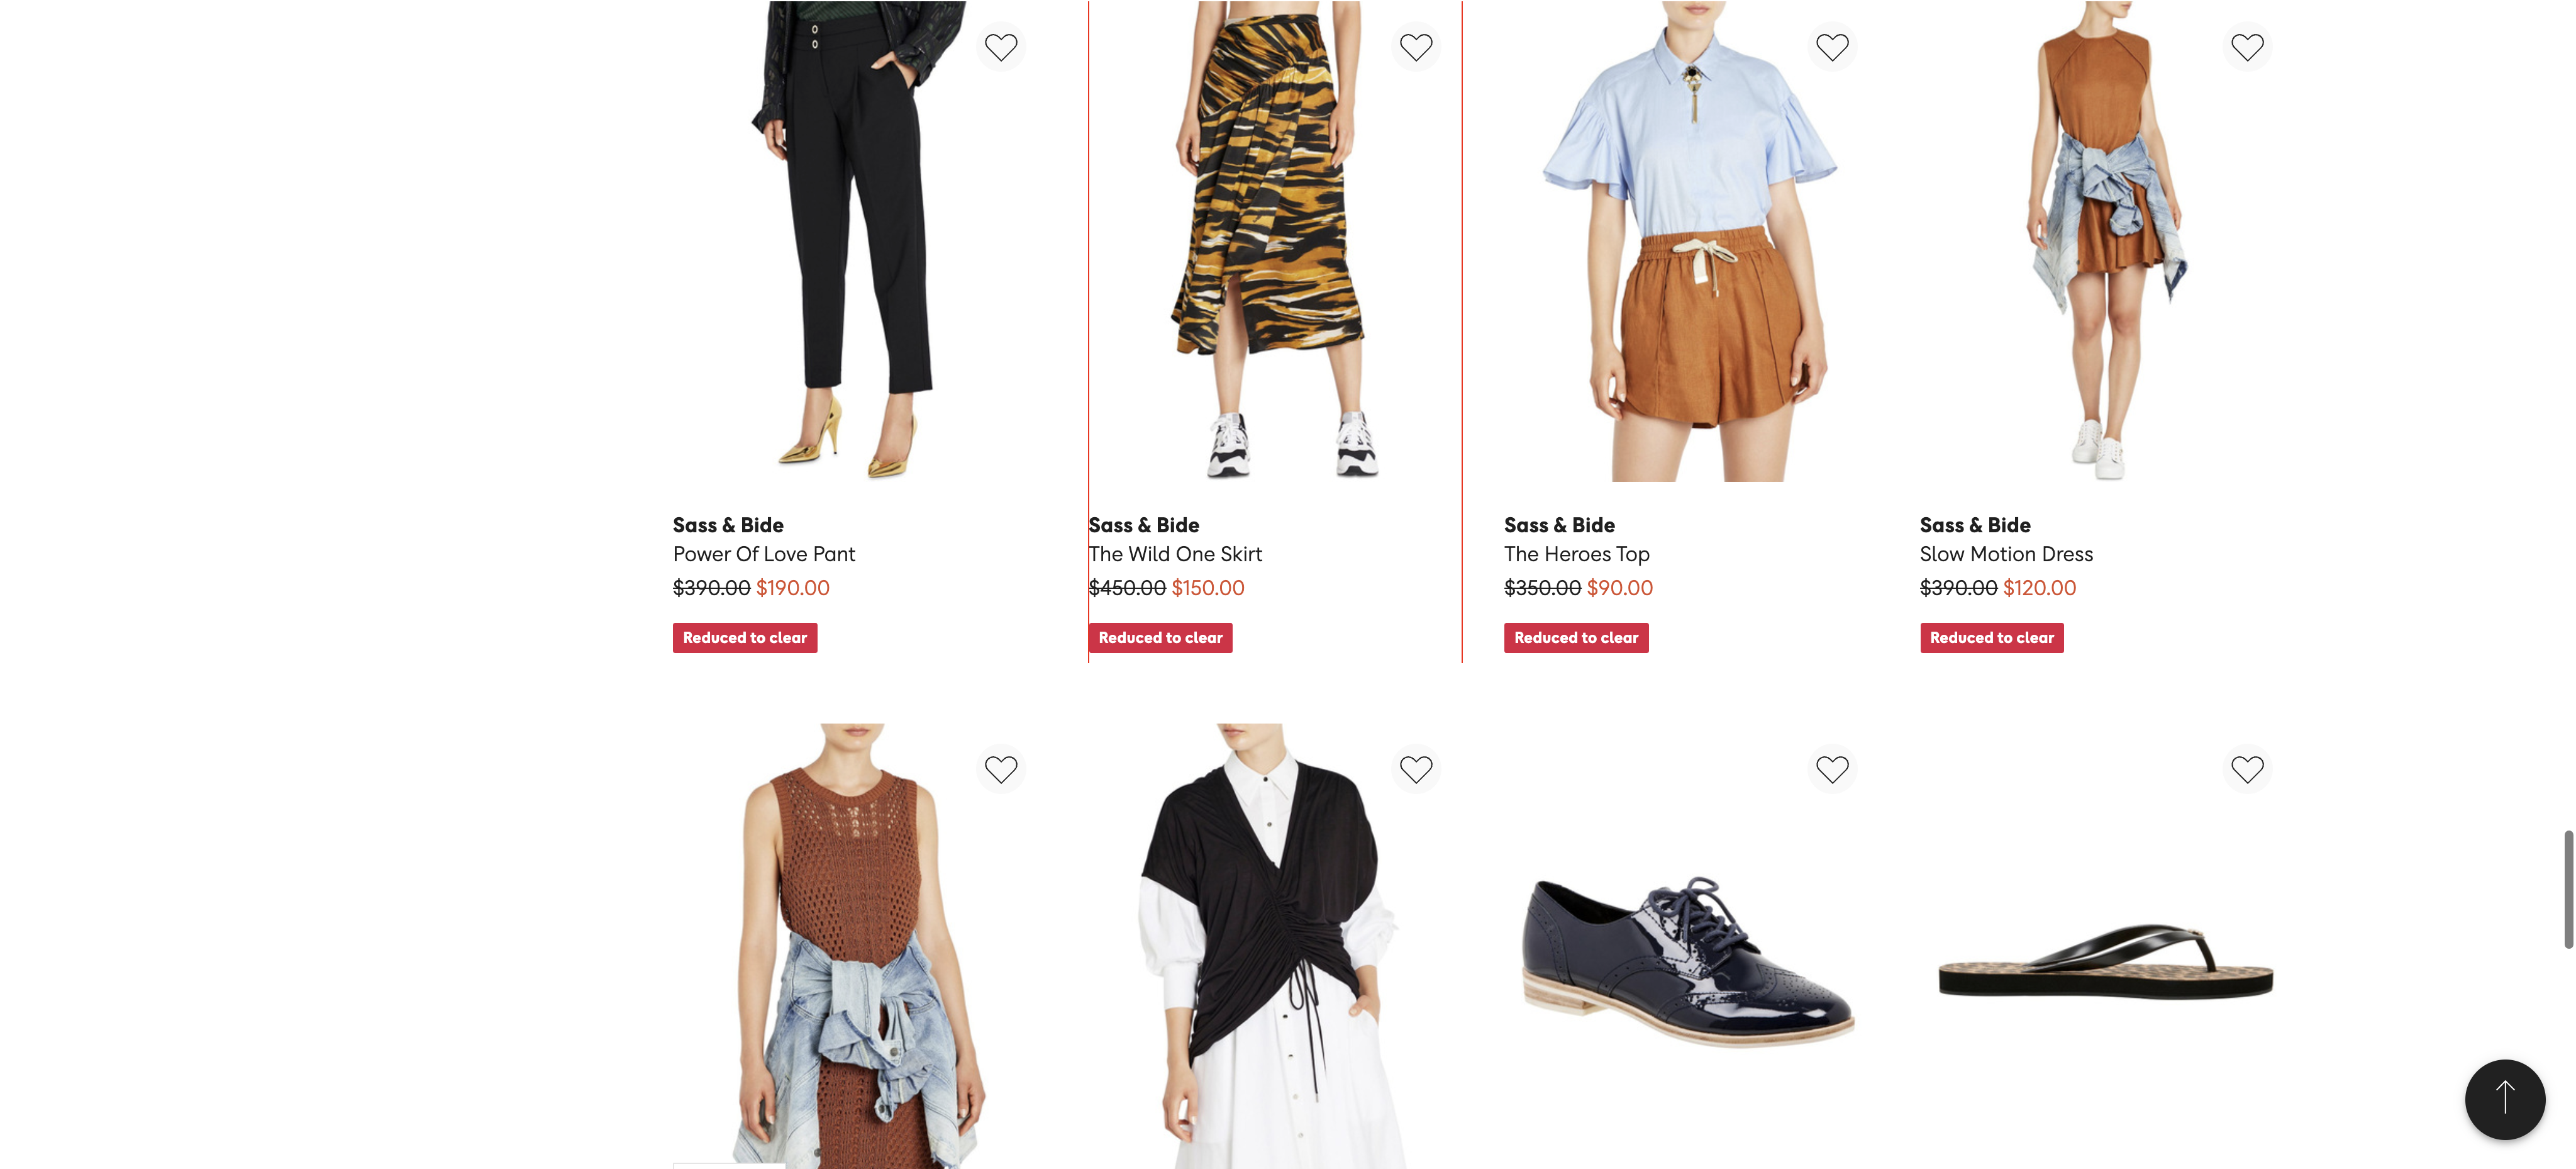 Sass & Bide
Power Of Love Pant
$390.00 $190.00
Reduced to clear
Sass & Bide
The Wild One Skirt
$450.00 $150.00
Reduced to clear
Sass & Bide
The Heroes Top
$350.00 $90.00
Reduced to clear
Sass & Bide
Slow Motion Dress
$390.00 $120.00
Reduced to clear